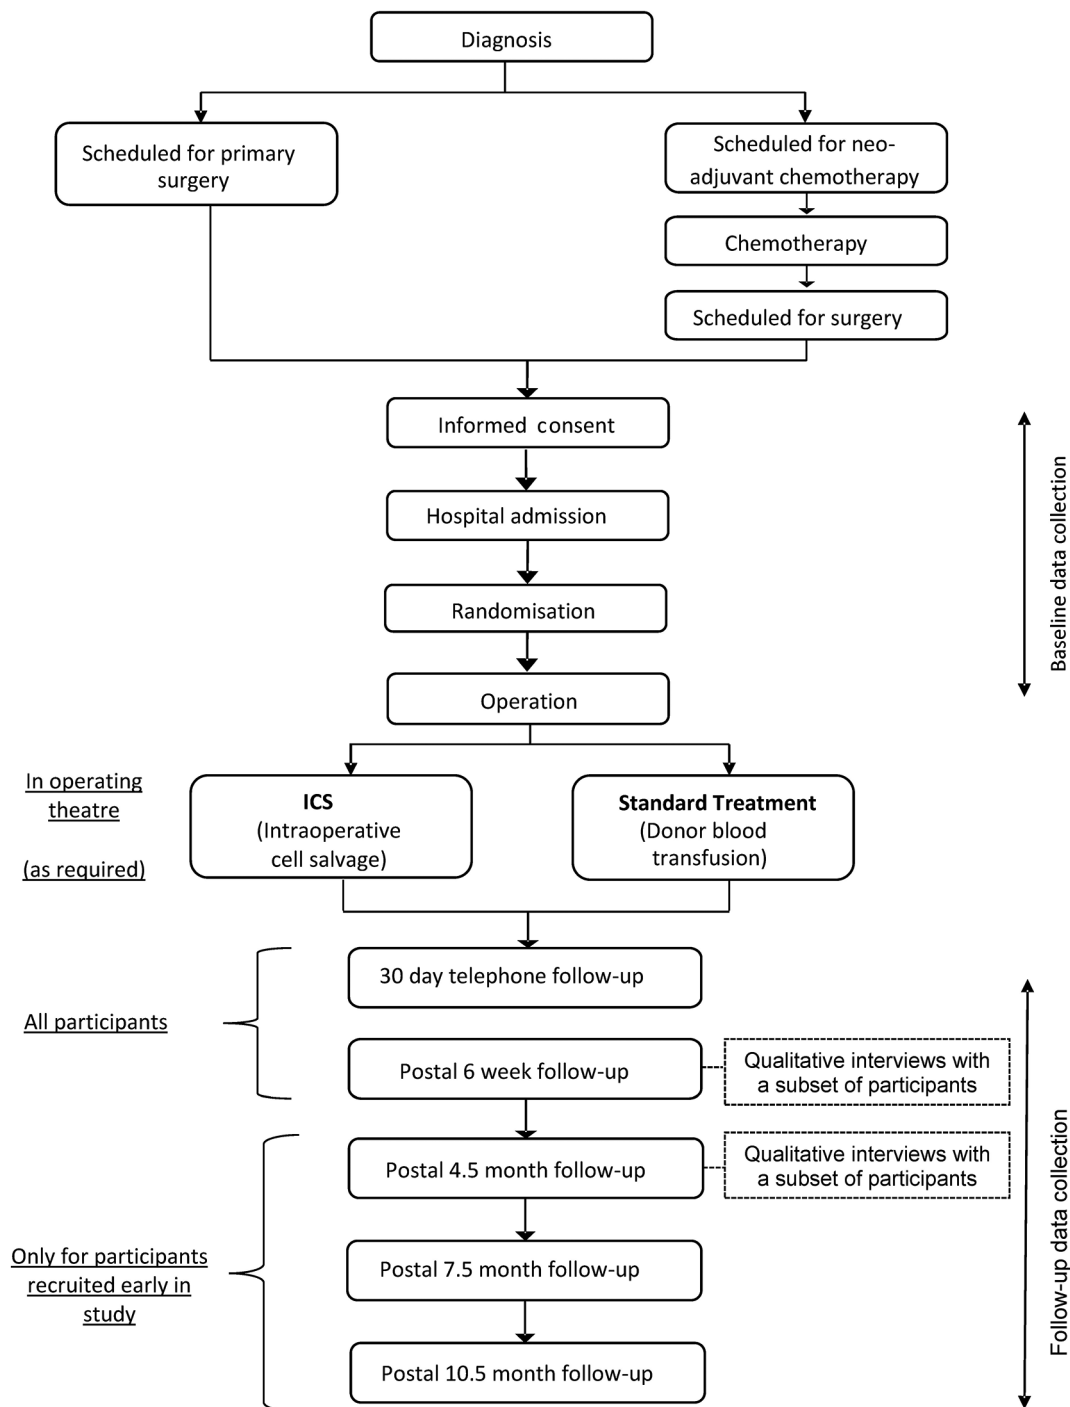 Diagnosis
Scheduled for primary
surgery
Scheduled for neo-
adjuvant chemotherapy
Chemotherapy
Scheduled for surgery
Informed consent
Hospital admission
Randomisation
Operation
Baseline data collection
In operating
theatre
(as required)
ICS
(Intraoperative
cell salvage)
Standard Treatment
(Donor blood
transfusion)
All participants
30 day telephone follow-up
Postal 6 week follow-up
Qualitative interviews with
a subset of participants
Postal 4.5 month follow-up
Qualitative interviews with
a subset of participants
Only for participants
recruited early in
study
Postal 7.5 month follow-up
Postal 10.5 month follow-up
Follow-up data collection